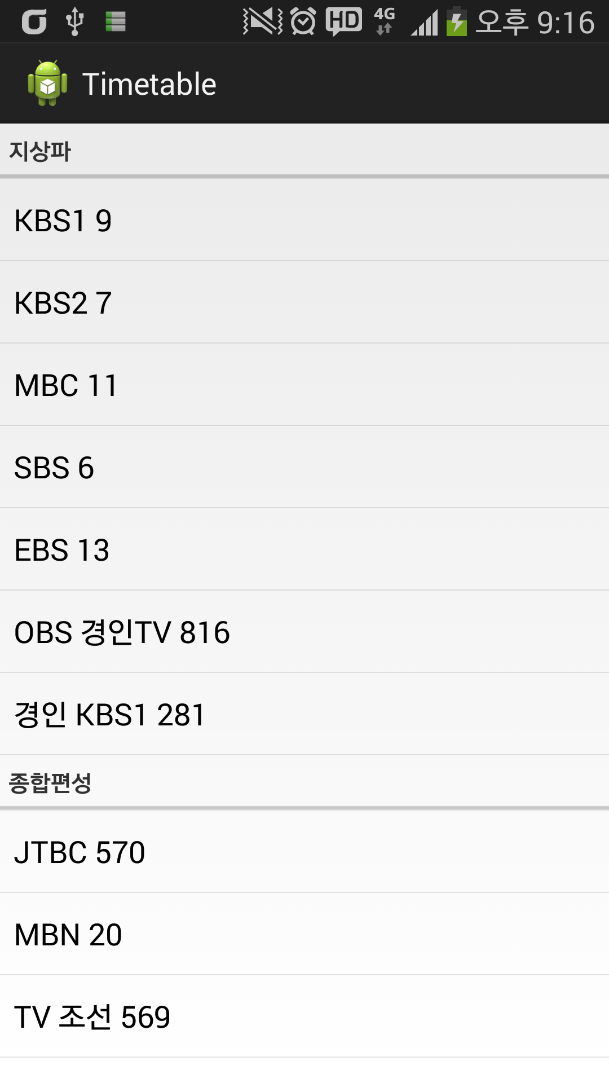 HD 4G 오후 9:16
Timetable
지상파
KBS1 9
KBS2 7
MBC 11
SBS 6
EBS 13
OBS 경인TV 816
경인 KBS1 281
종합편성
JTBC 570
MBN 20
TV 조선 569